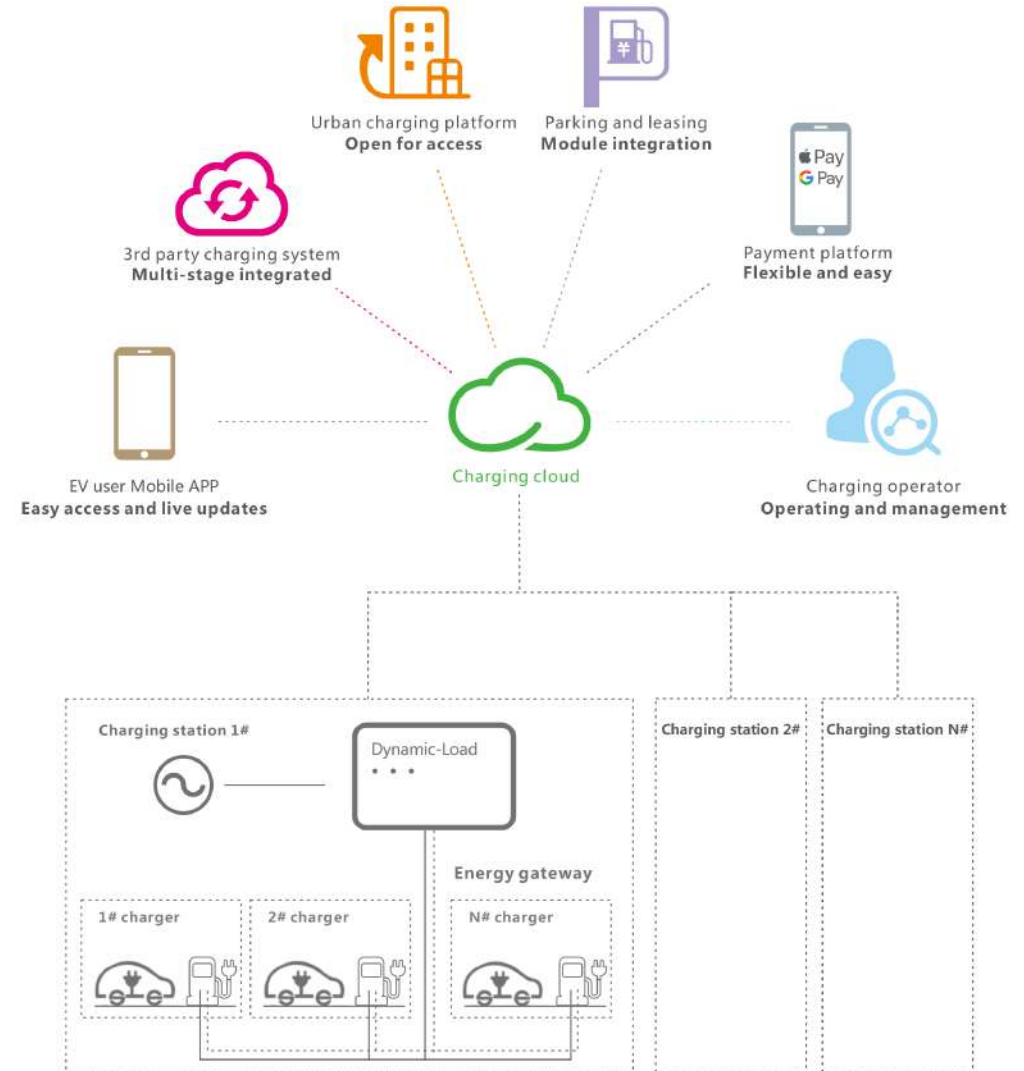 Urban charging platform
Open for access
Parking and leasing
Module integration
¥
Pay
G Pay
3rd party charging system
Multi-stage integrated
Payment platform
Flexible and easy
Charging cloud
EV user Mobile APP
Easy access and live updates
Charging operator
Operating and management
Charging station 1#
Dynamic-Load
Charging station 2#
Charging station N#
Energy gateway
1# charger
2# charger
N# charger